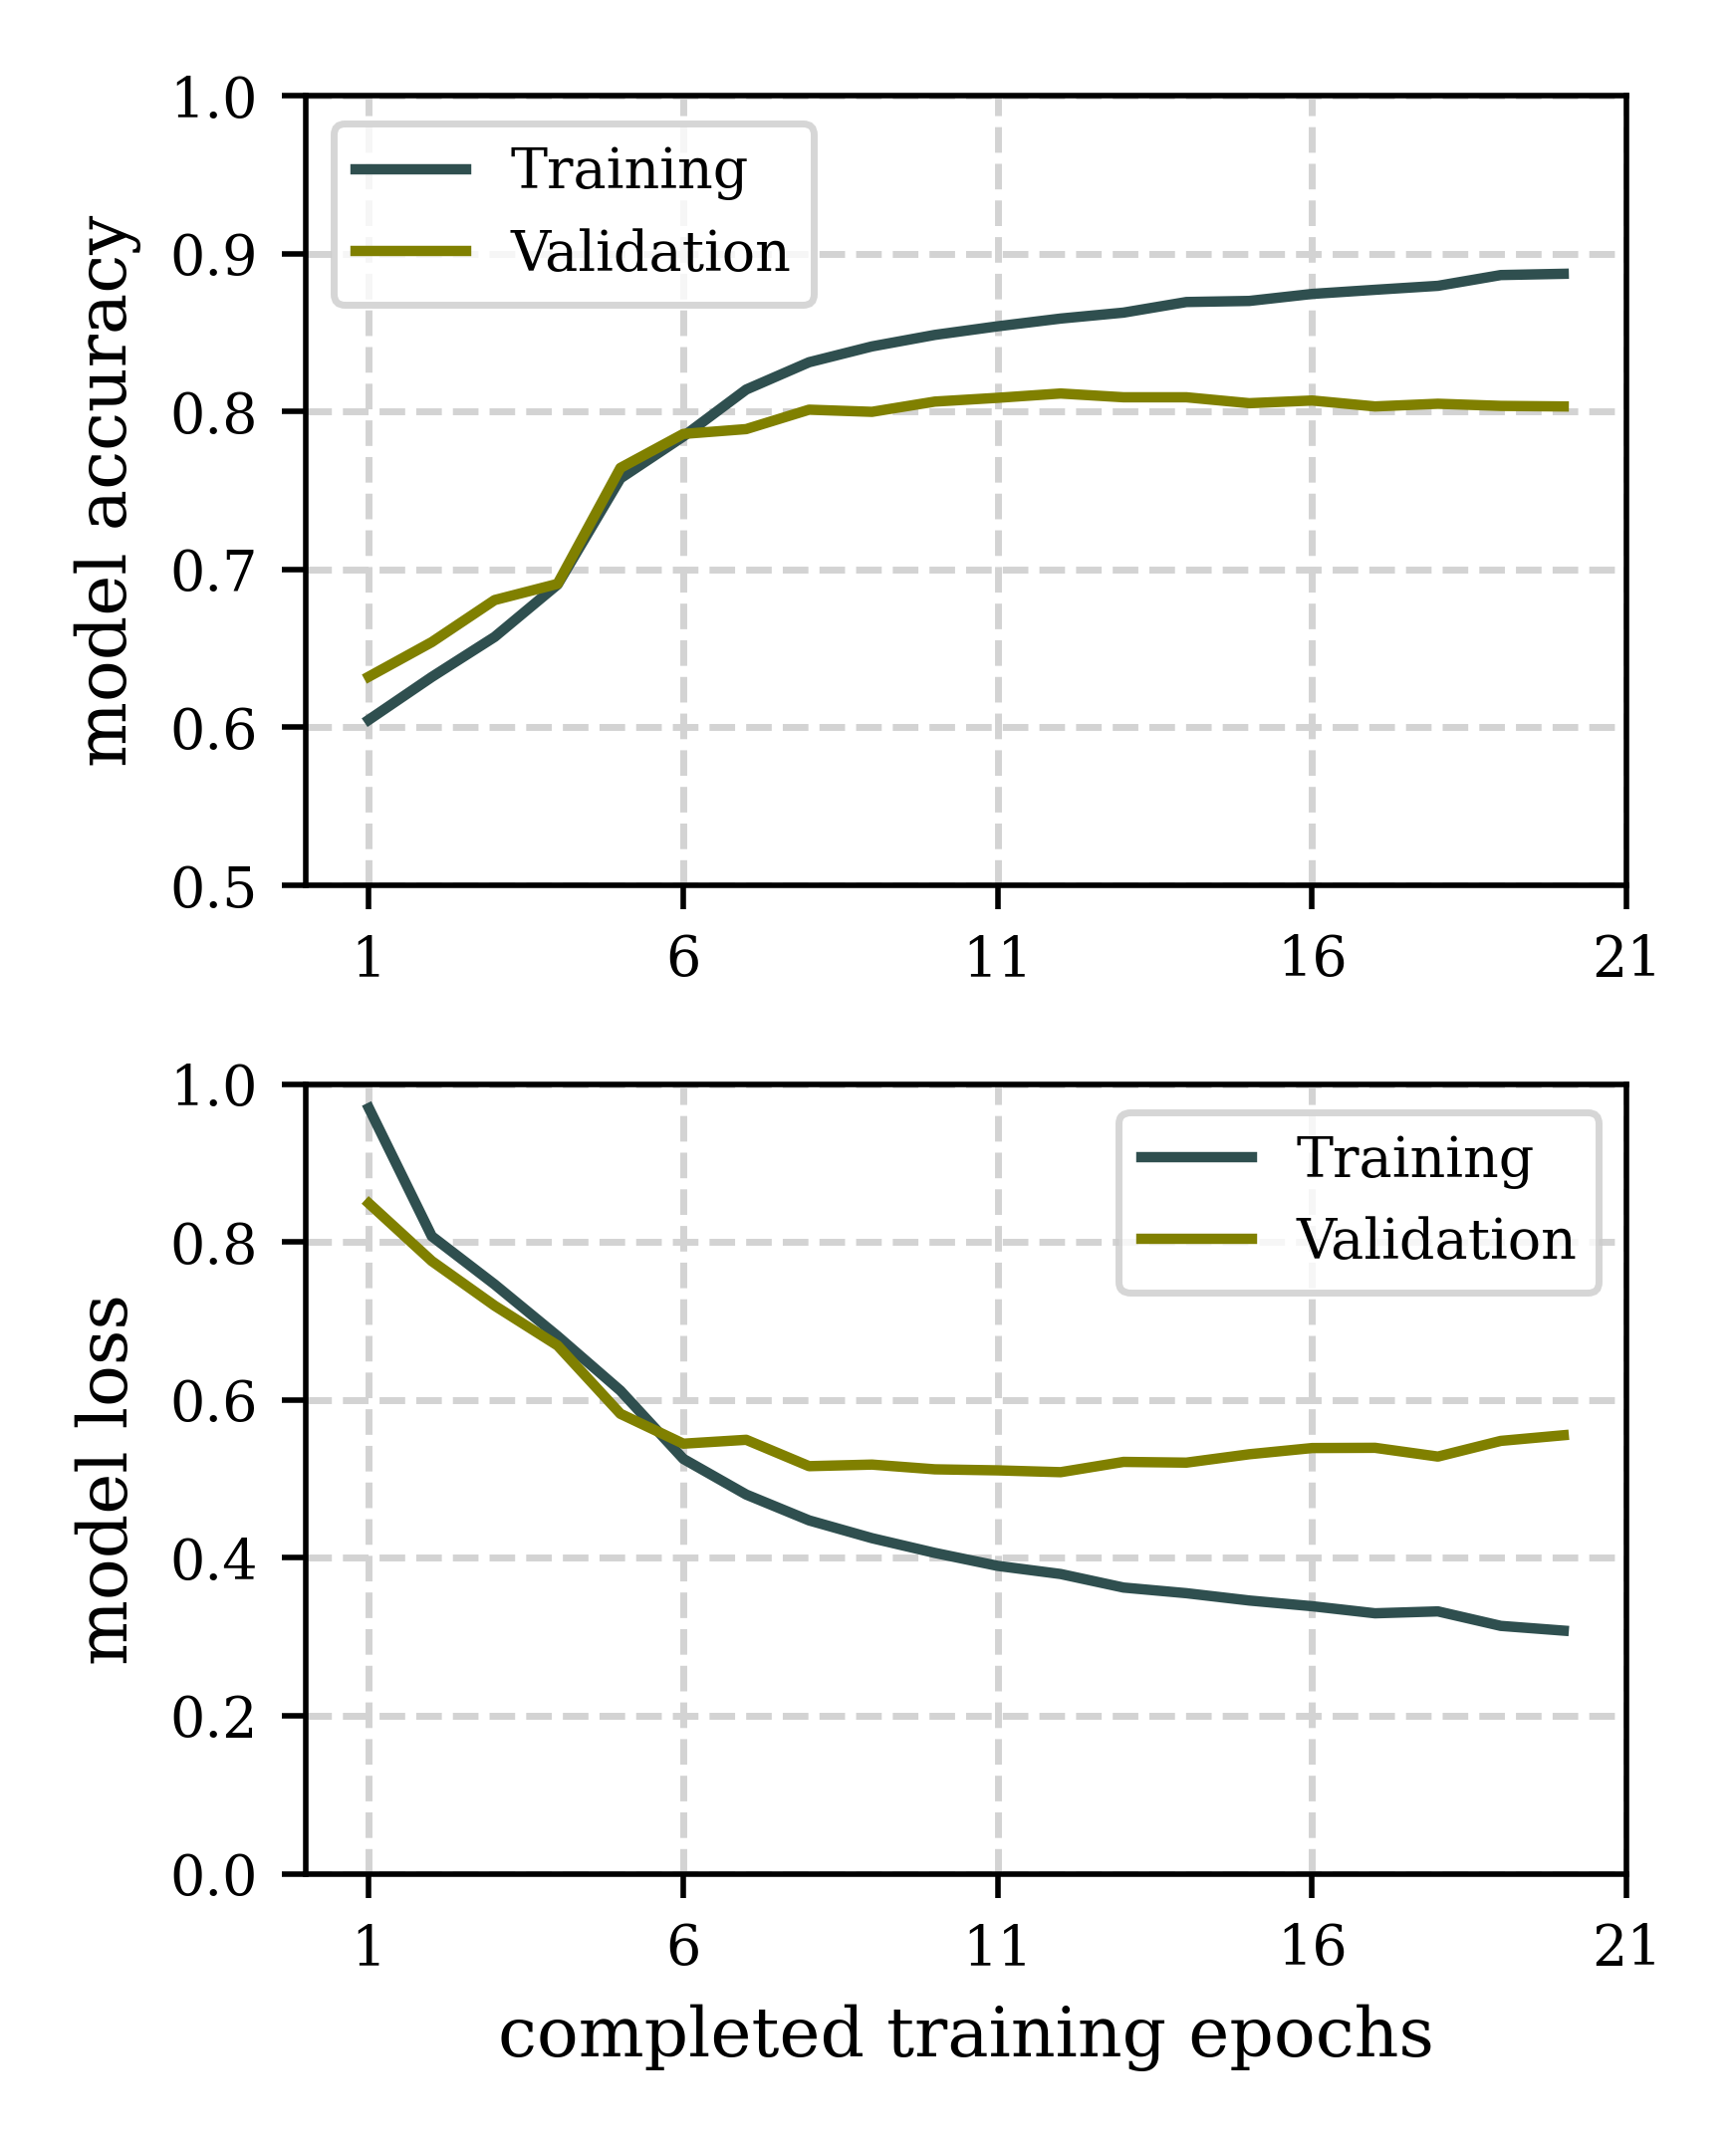 model accuracy
1.0
0.9
0.8
0.7
0.6
0.5
Training
Validation
1 6 11 16 21
model loss
1.0
0.8
0.6
0.4
0.2
0.0
Training
Validation
1 6 11 16 21
completed training epochs